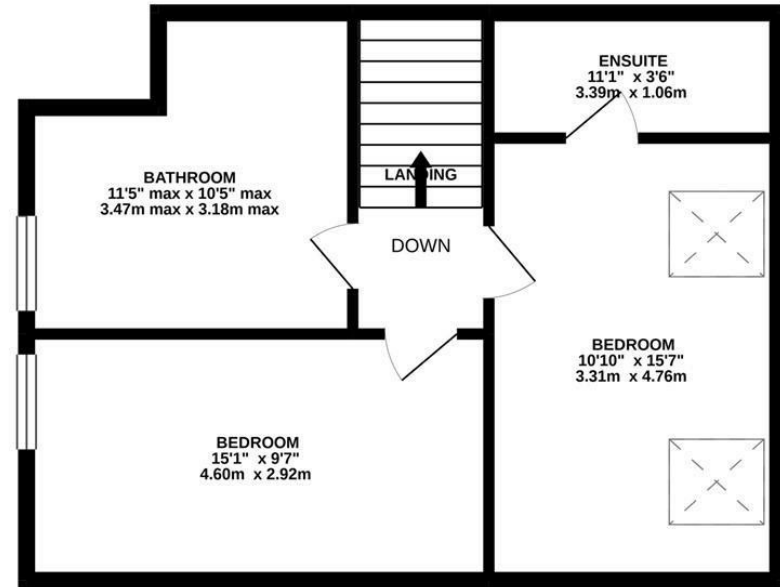 ENSUITE
11'1" x 3'6"
3.39m x 1.06m
BATHROOM
11'5" max x 10'5" max
3.47m max x 3.18m max
LANDING
DOWN
BEDROOM
10'10" x 15'7"
3.31m x 4.76m
BEDROOM
15'1" x 9'7"
4.60m x 2.92m